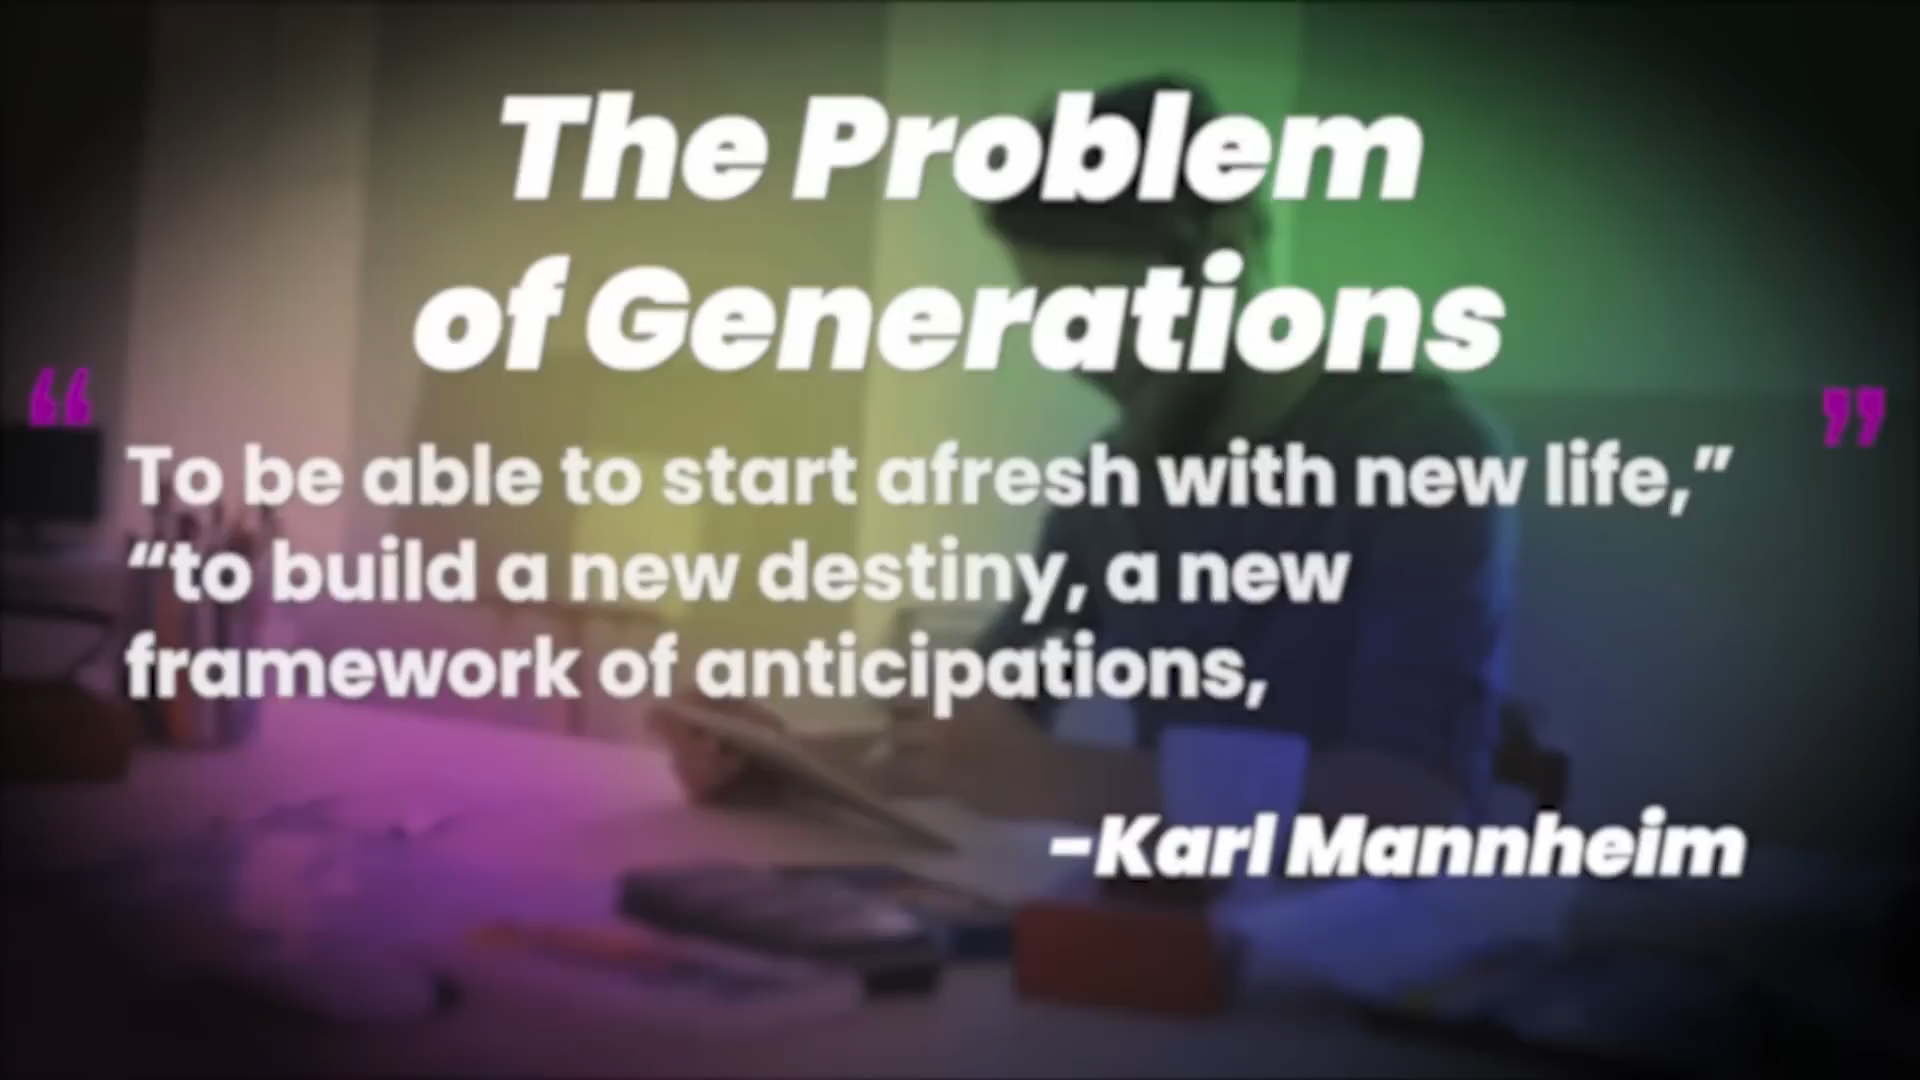 The Problem
of Generations
“ ”
To be able to start afresh with new life,”
“to build a new destiny, a new
framework of anticipations,
-Karl Mannheim